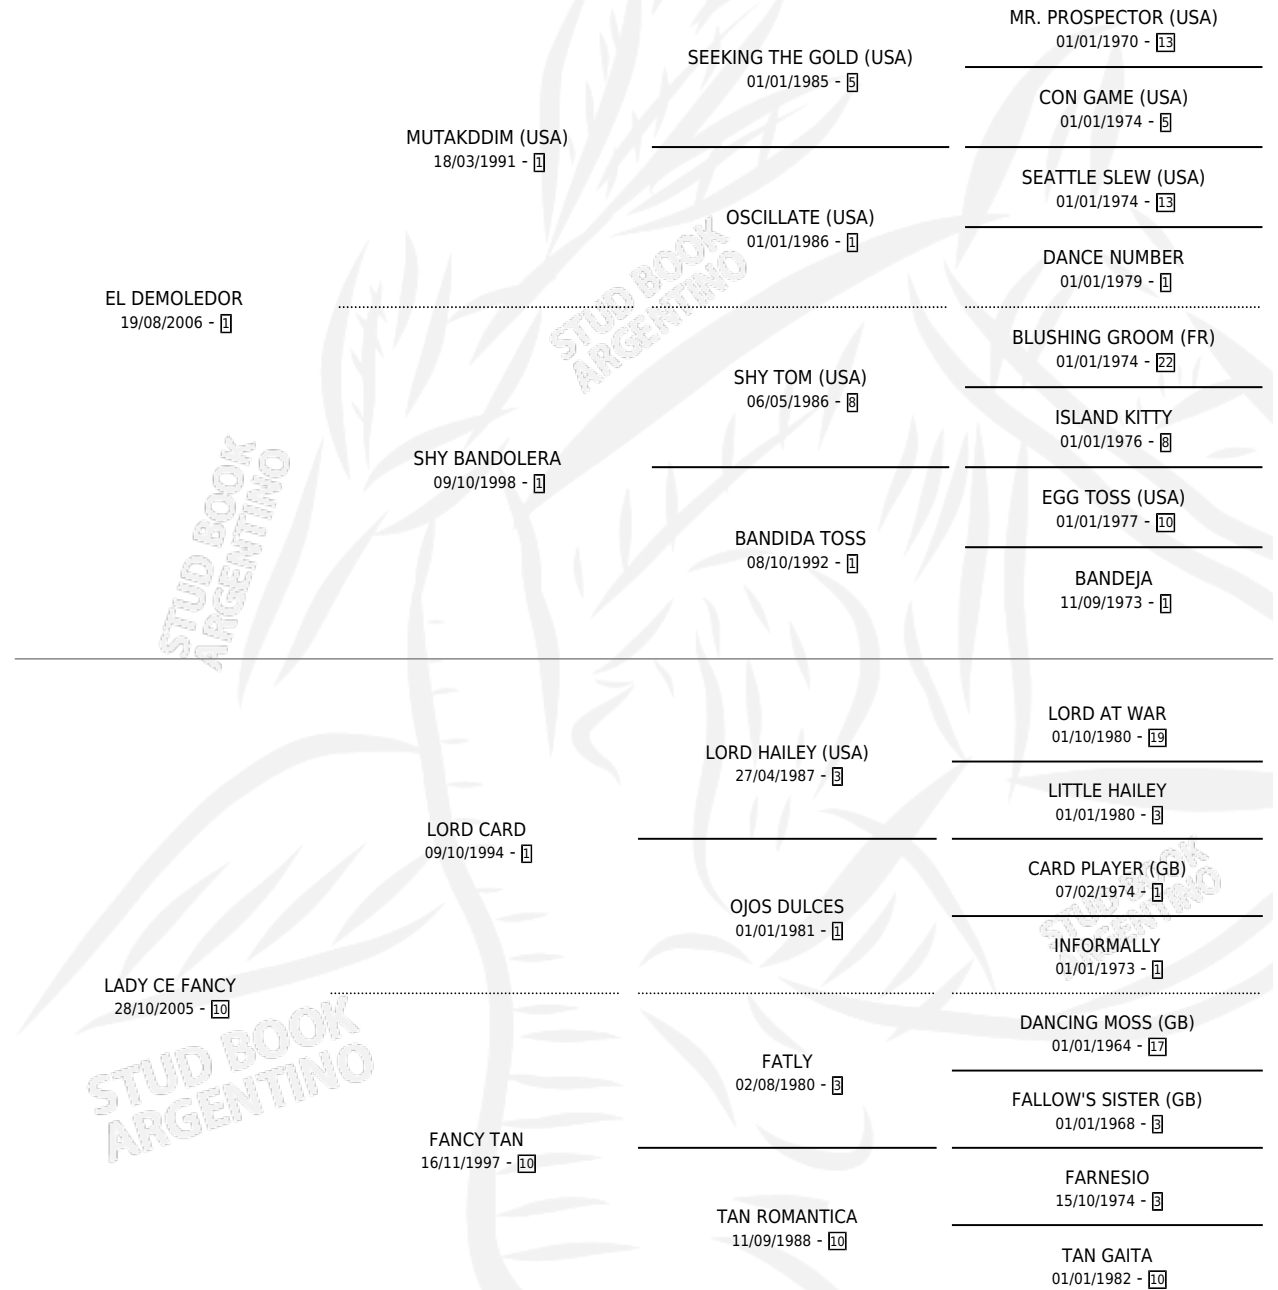 MR. PROSPECTOR (USA)
01/01/1970 - 13
SEEKING THE GOLD (USA)
01/01/1985 - 5
CON GAME (USA)
01/01/1974 - 5
MUTAKDDIM (USA)
18/03/1991 - 1
SEATTLE SLEW (USA)
01/01/1974 - 13
OSCILLATE (USA)
01/01/1986 - 1
DANCE NUMBER
01/01/1979 - 1
EL DEMOLEDOR
19/08/2006 - 1
BLUSHING GROOM (FR)
01/01/1974 - 22
SHY TOM (USA)
06/05/1986 - 8
ISLAND KITTY
01/01/1976 - 8
SHY BANDOLERA
09/10/1998 - 1
EGG TOSS (USA)
01/01/1977 - 10
BANDIDA TOSS
08/10/1992 - 1
BANDEJA
11/09/1973 - 1
LORD AT WAR
01/10/1980 - 19
LORD HAILEY (USA)
27/04/1987 - 3
LITTLE HAILEY
01/01/1980 - 3
LORD CARD
09/10/1994 - 1
CARD PLAYER (GB)
07/02/1974 - 1
OJOS DULCES
01/01/1981 - 1
INFORMALLY
01/01/1973 - 1
LADY CE FANCY
28/10/2005 - 10
DANCING MOSS (GB)
01/01/1964 - 17
FATLY
02/08/1980 - 3
FALLOW'S SISTER (GB)
01/01/1968 - 3
FANCY TAN
16/11/1997 - 10
FARNESIO
15/10/1974 - 3
TAN ROMANTICA
11/09/1988 - 10
TAN GAITA
01/01/1982 - 10
STUD BOOK
ARGENTINO
STUD BOOK
ARGENTINO
STUD BOOK
ARGENTINO
STUD BOOK
ARGENTINO